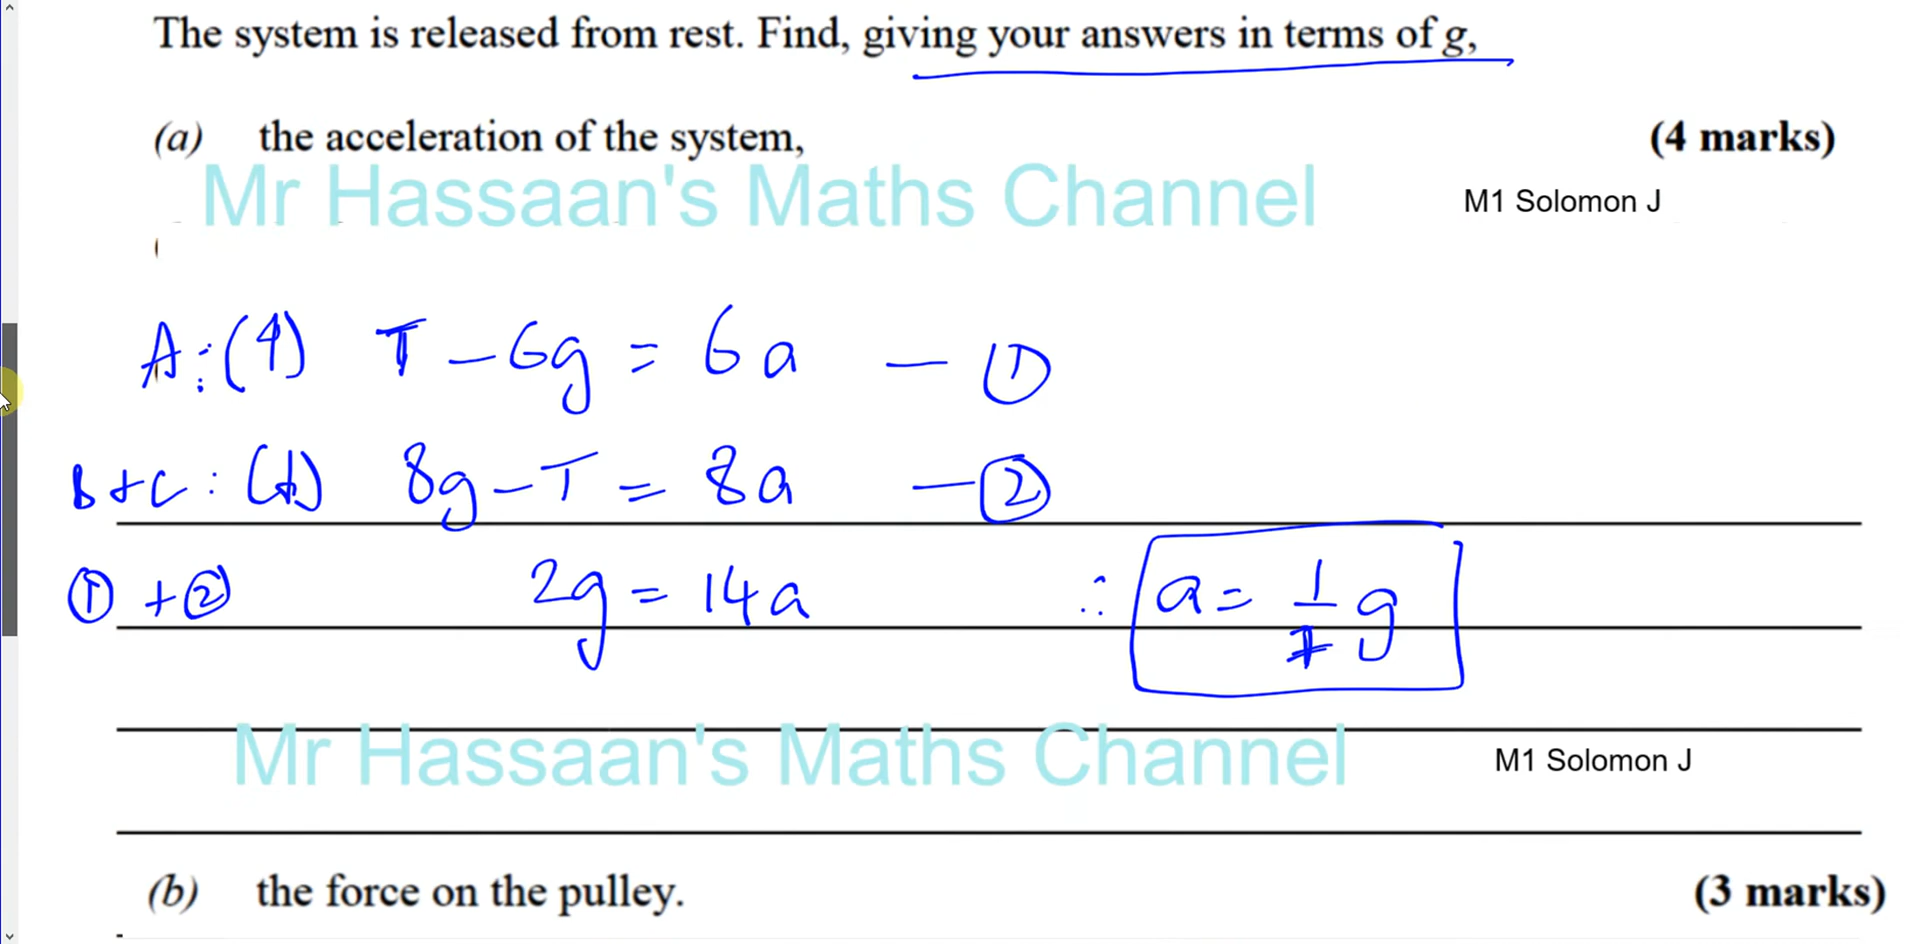 The system is released from rest. Find, giving your answers in terms of g,
(a) the acceleration of the system, (4 marks)
Mr Hassaan's Maths Channel M1 Solomon J
A: (↑) T - 6g = 6a - ①
B + C: (↓) 8g - T = 8a - ②
① + ② 2g = 14a ∴ a = 1/7 g
Mr Hassaan's Maths Channel M1 Solomon J
(b) the force on the pulley. (3 marks)